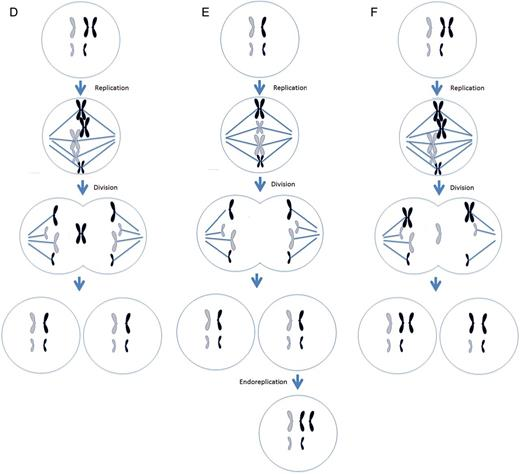 D
E
F
Replication
Replication
Replication
Division
Division
Division
Endoreplication